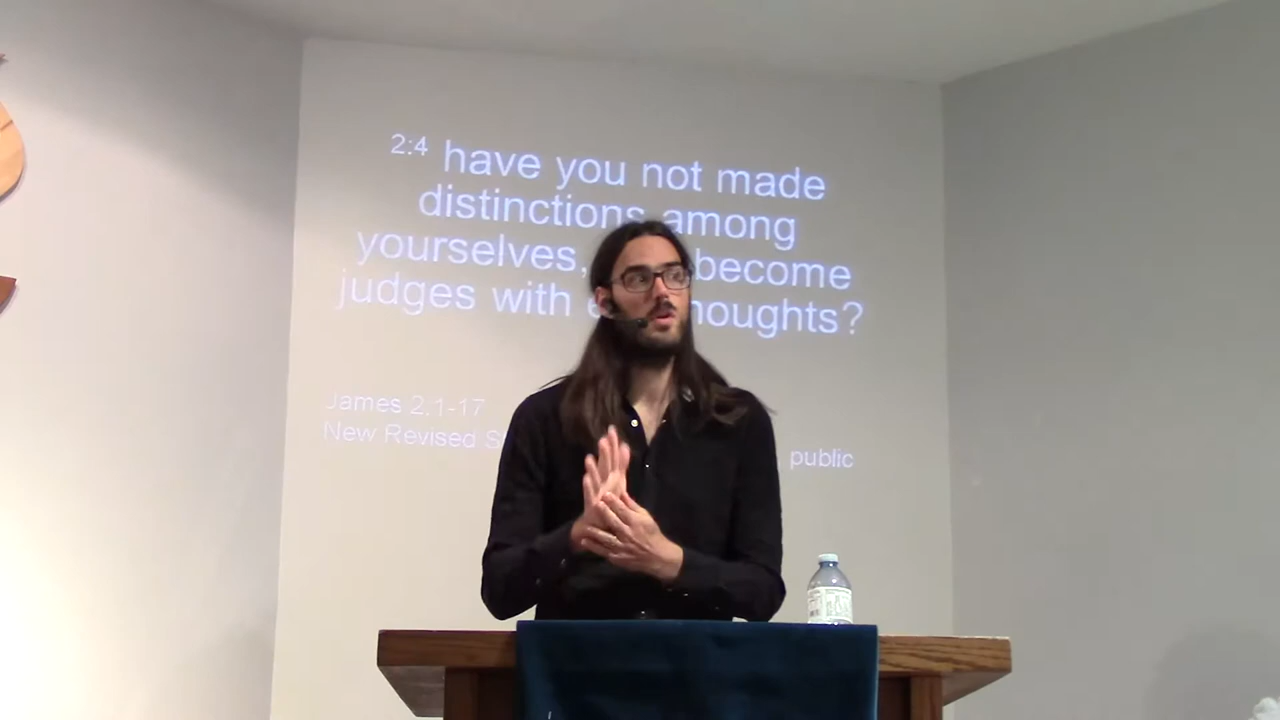 2:4 have you not made
distinctions among
yourselves, become
judges with thoughts?
James 2:1-17
New Revised
public